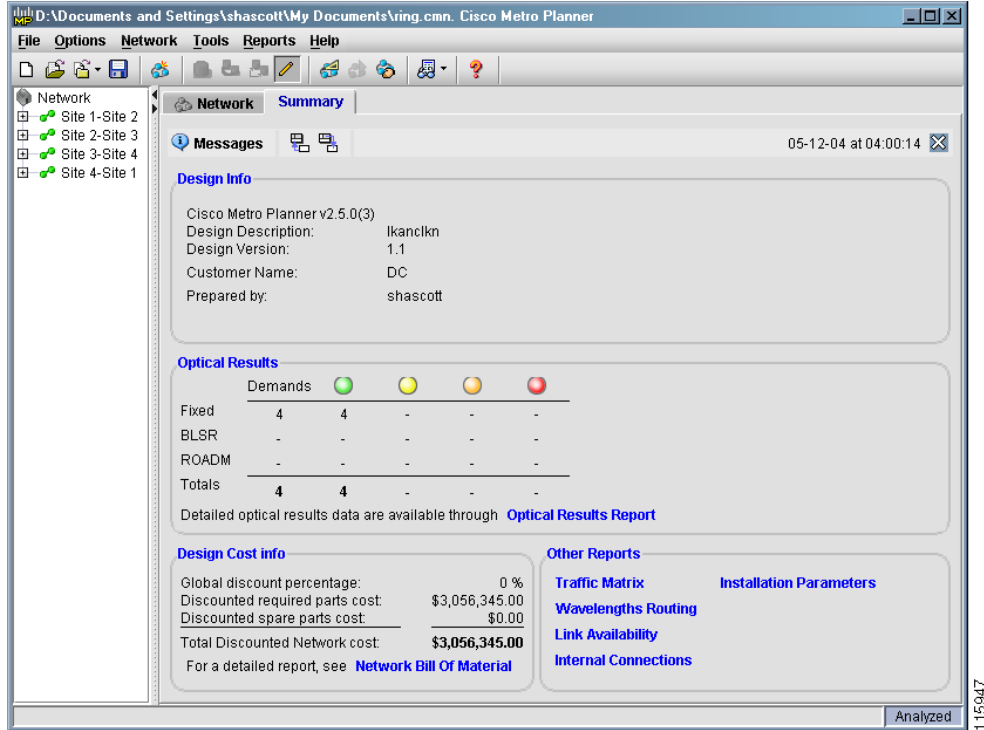 D:\Documents and Settings\shascott\My Documents\ring.cmn. Cisco Metro Planner
File Options Network Tools Reports Help
Network
Site 1-Site 2
Site 2-Site 3
Site 3-Site 4
Site 4-Site 1
Network Summary
Messages 05-12-04 at 04:00:14
Design Info
Cisco Metro Planner v2.5.0(3)
Design Description: lkanclkn
Design Version: 1.1
Customer Name: DC
Prepared by: shascott
Optical Results
Demands
Fixed 4 4 - - -
BLSR - - - - -
ROADM - - - - -
Totals 4 4 - - -
Detailed optical results data are available through Optical Results Report
Design Cost info
Global discount percentage: 0 %
Discounted required parts cost: $3,056,345.00
Discounted spare parts cost: $0.00
Total Discounted Network cost: $3,056,345.00
For a detailed report, see Network Bill Of Material
Other Reports
Traffic Matrix Installation Parameters
Wavelengths Routing
Link Availability
Internal Connections
Analyzed
115947